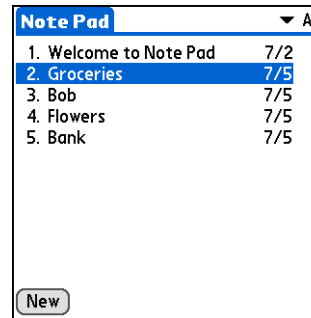 Note Pad A
1. Welcome to Note Pad 7/2
2. Groceries 7/5
3. Bob 7/5
4. Flowers 7/5
5. Bank 7/5
New